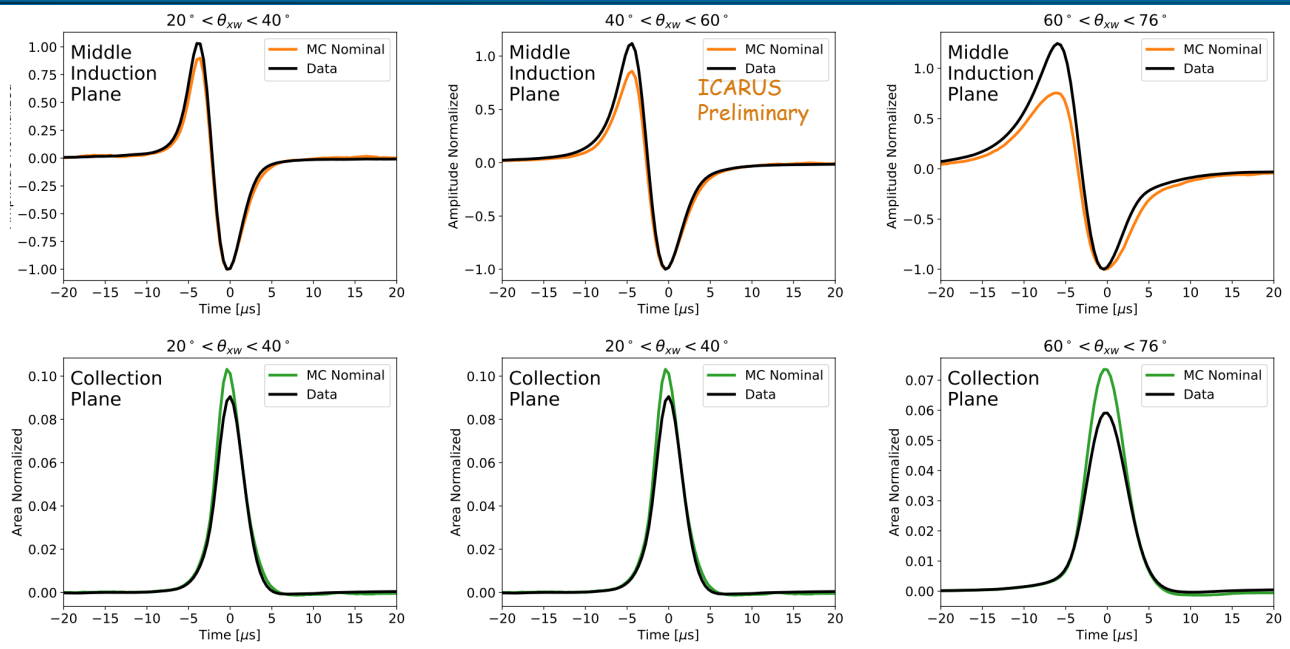 20° < θxw < 40°
1.00
0.75
0.50
0.25
0.00
−0.25
−0.50
−0.75
−1.00
Middle
Induction
Plane
MC Nominal
Data
−20 −15 −10 −5 0 5 10 15 20
Time [μs]
40° < θxw < 60°
Amplitude Normalized
1.0
0.5
0.0
−0.5
−1.0
Middle
Induction
Plane
MC Nominal
Data
ICARUS
Preliminary
−20 −15 −10 −5 0 5 10 15 20
Time [μs]
60° < θxw < 76°
Amplitude Normalized
1.0
0.5
0.0
−0.5
−1.0
Middle
Induction
Plane
MC Nominal
Data
−20 −15 −10 −5 0 5 10 15 20
Time [μs]
20° < θxw < 40°
Area Normalized
0.10
0.08
0.06
0.04
0.02
0.00
Collection
Plane
MC Nominal
Data
−20 −15 −10 −5 0 5 10 15 20
Time [μs]
20° < θxw < 40°
Area Normalized
0.10
0.08
0.06
0.04
0.02
0.00
Collection
Plane
MC Nominal
Data
−20 −15 −10 −5 0 5 10 15 20
Time [μs]
60° < θxw < 76°
Area Normalized
0.07
0.06
0.05
0.04
0.03
0.02
0.01
0.00
Collection
Plane
MC Nominal
Data
−20 −15 −10 −5 0 5 10 15 20
Time [μs]